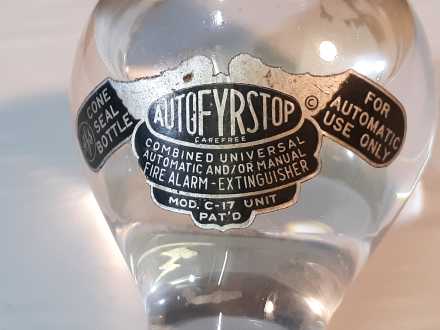 CONE
SEAL
BOTTLE
AUTOFYRSTOP
CAREFREE
©
FOR
AUTOMATIC
USE ONLY
COMBINED UNIVERSAL
AUTOMATIC AND/OR MANUAL
FIRE ALARM-EXTINGUISHER
MOD. C-17 UNIT
PAT'D